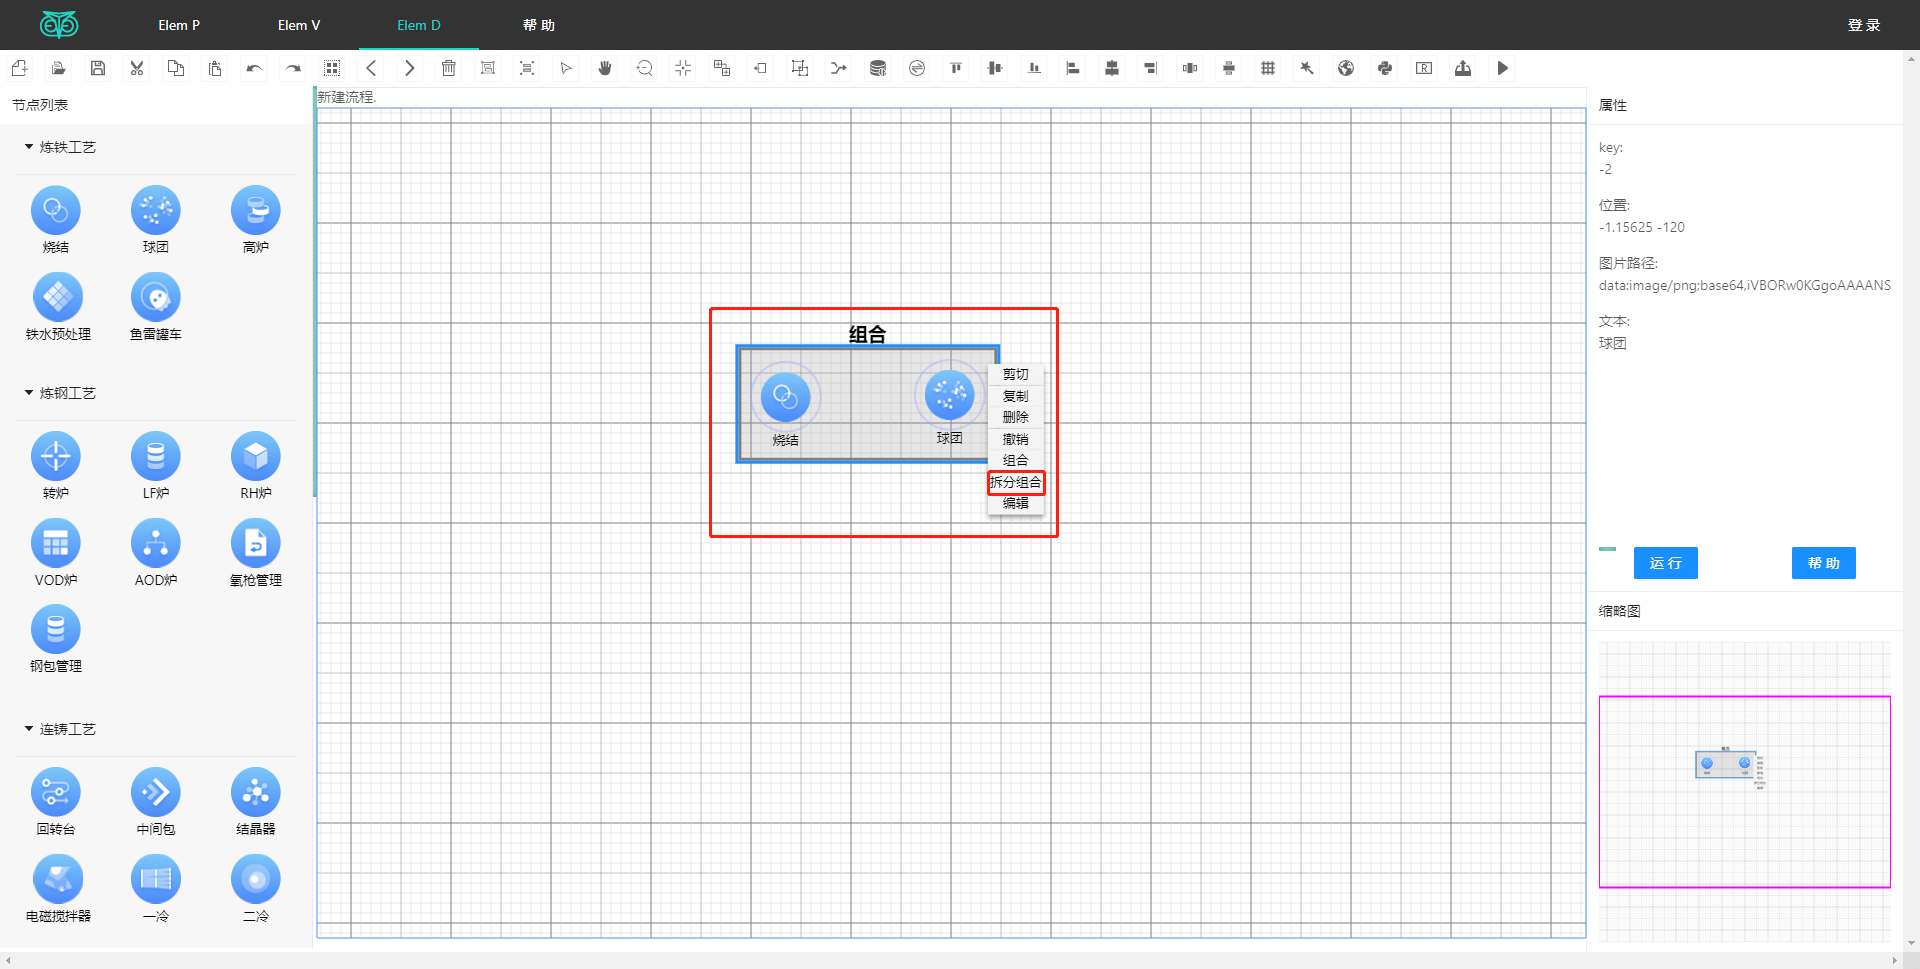 Elem P
Elem V
Elem D
帮 助
登 录
R
节点列表
炼铁工艺
烧结
球团
高炉
铁水预处理
鱼雷罐车
炼钢工艺
转炉
LF炉
RH炉
VOD炉
AOD炉
氧枪管理
钢包管理
连铸工艺
回转台
中间包
结晶器
电磁搅拌器
一冷
二冷
新建流程.
组合
烧结
球团
剪切
复制
删除
撤销
组合
拆分组合
编辑
属性
key:
-2
位置:
-1.15625 -120
图片路径:
data:image/png;base64,iVBORw0KGgoAAAANS
文本:
球团
运 行
帮 助
缩略图